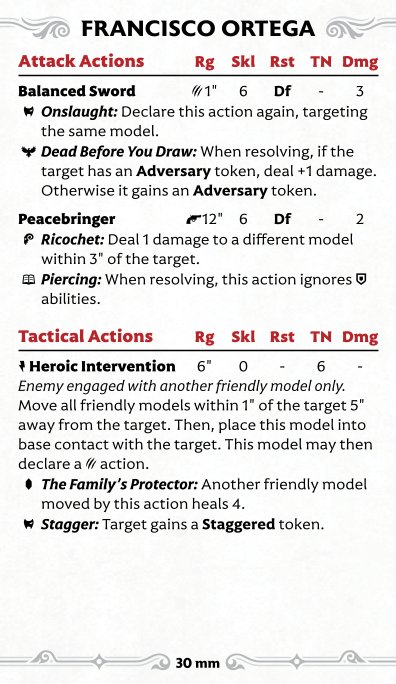 FRANCISCO ORTEGA
Attack Actions Rg Skl Rst TN Dmg
Balanced Sword 1" 6 Df - 3
Onslaught: Declare this action again, targeting
the same model.
Dead Before You Draw: When resolving, if the
target has an Adversary token, deal +1 damage.
Otherwise it gains an Adversary token.
Peacebringer 12" 6 Df - 2
Ricochet: Deal 1 damage to a different model
within 3" of the target.
Piercing: When resolving, this action ignores
abilities.
Tactical Actions Rg Skl Rst TN Dmg
Heroic Intervention 6" 0 - 6 -
Enemy engaged with another friendly model only.
Move all friendly models within 1" of the target 5"
away from the target. Then, place this model into
base contact with the target. This model may then
declare a action.
The Family's Protector: Another friendly model
moved by this action heals 4.
Stagger: Target gains a Staggered token.
30 mm